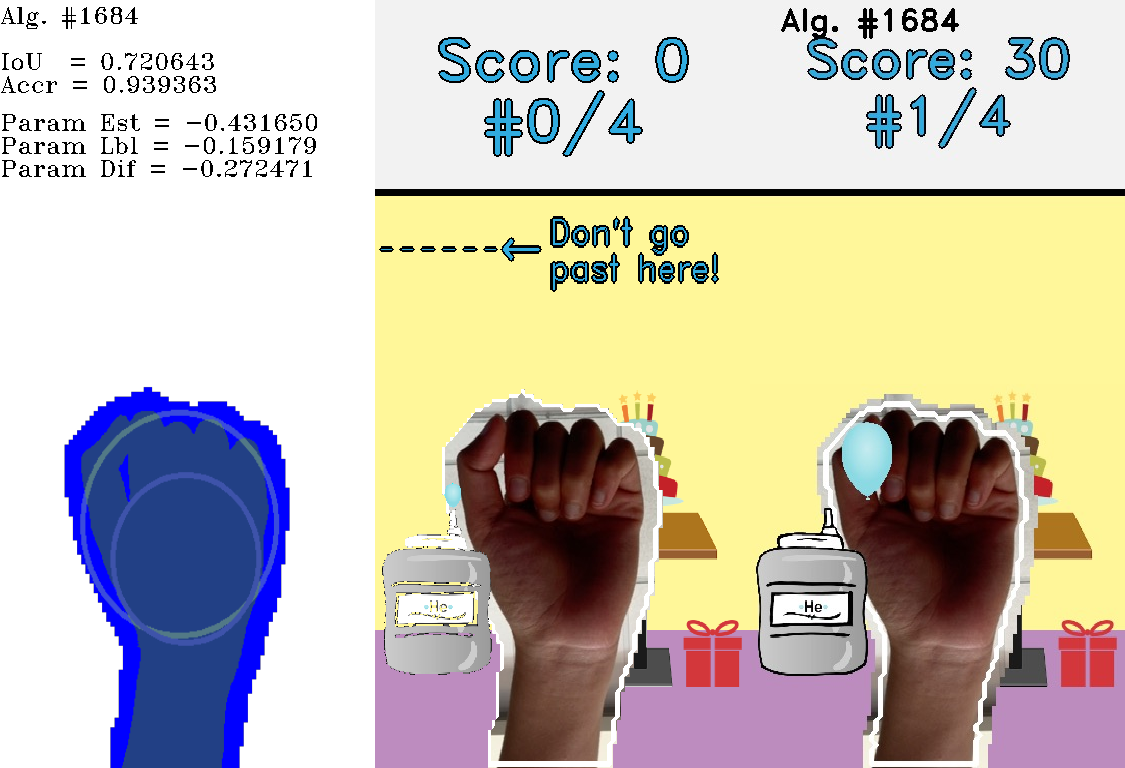 Alg. #1684
IoU = 0.720643
Accr = 0.939363
Param Est = −0.431650
Param Lbl = −0.159179
Param Dif = −0.272471
Score: 0
#0/4
Don't go
past here!
He
Alg. #1684
Score: 30
#1/4
He